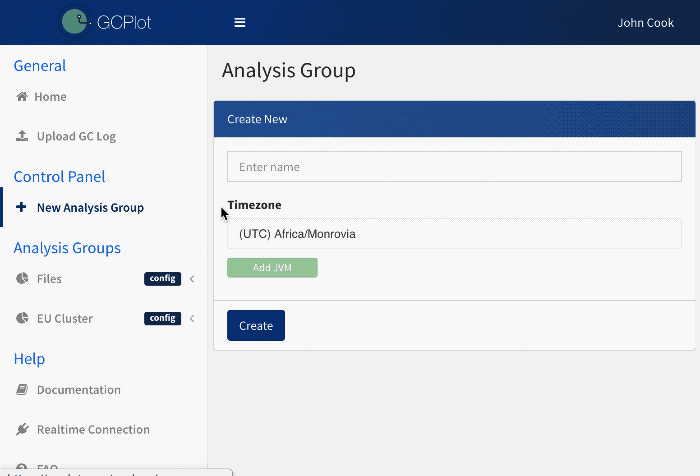 GCPlot
John Cook
General
Home
Upload GC Log
Control Panel
New Analysis Group
Analysis Groups
Files
config
EU Cluster
config
Help
Documentation
Realtime Connection
FAQ
Analysis Group
Create New
Enter name
Timezone
(UTC) Africa/Monrovia
Add JVM
Create